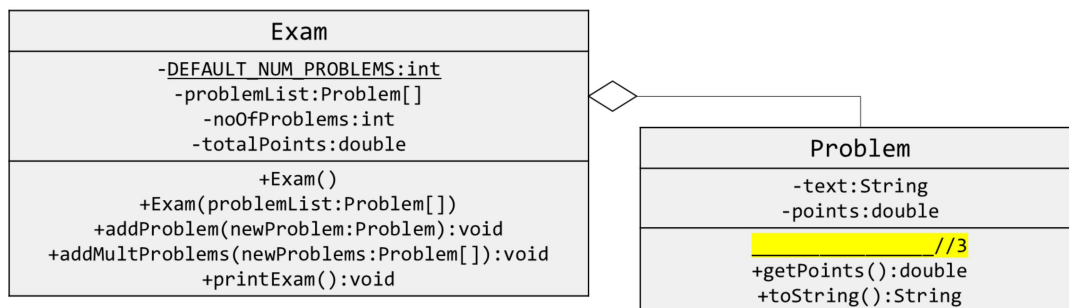 Exam
-DEFAULT_NUM_PROBLEMS:int
-problemList:Problem[]
-noOfProblems:int
-totalPoints:double
+Exam()
+Exam(problemList:Problem[])
+addProblem(newProblem:Problem):void
+addMultProblems(newProblems:Problem[]):void
+printExam():void
Problem
-text:String
-points:double
________________//3
+getPoints():double
+toString():String